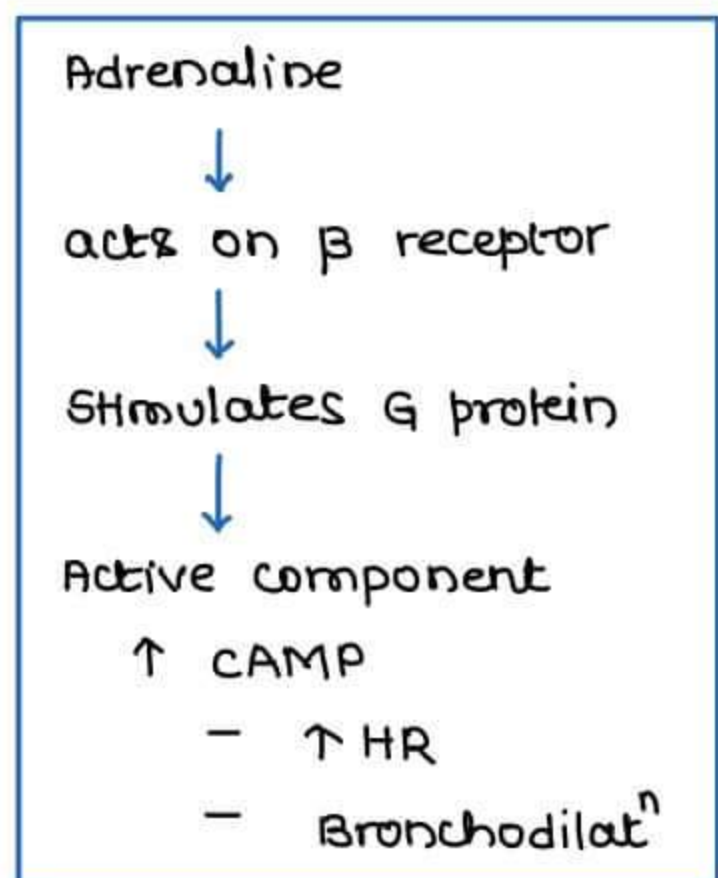 Adrenaline
↓
acts on β receptor
↓
Stimulates G protein
↓
Active component
↑ CAMP
- ↑ HR
- Bronchodilatⁿ